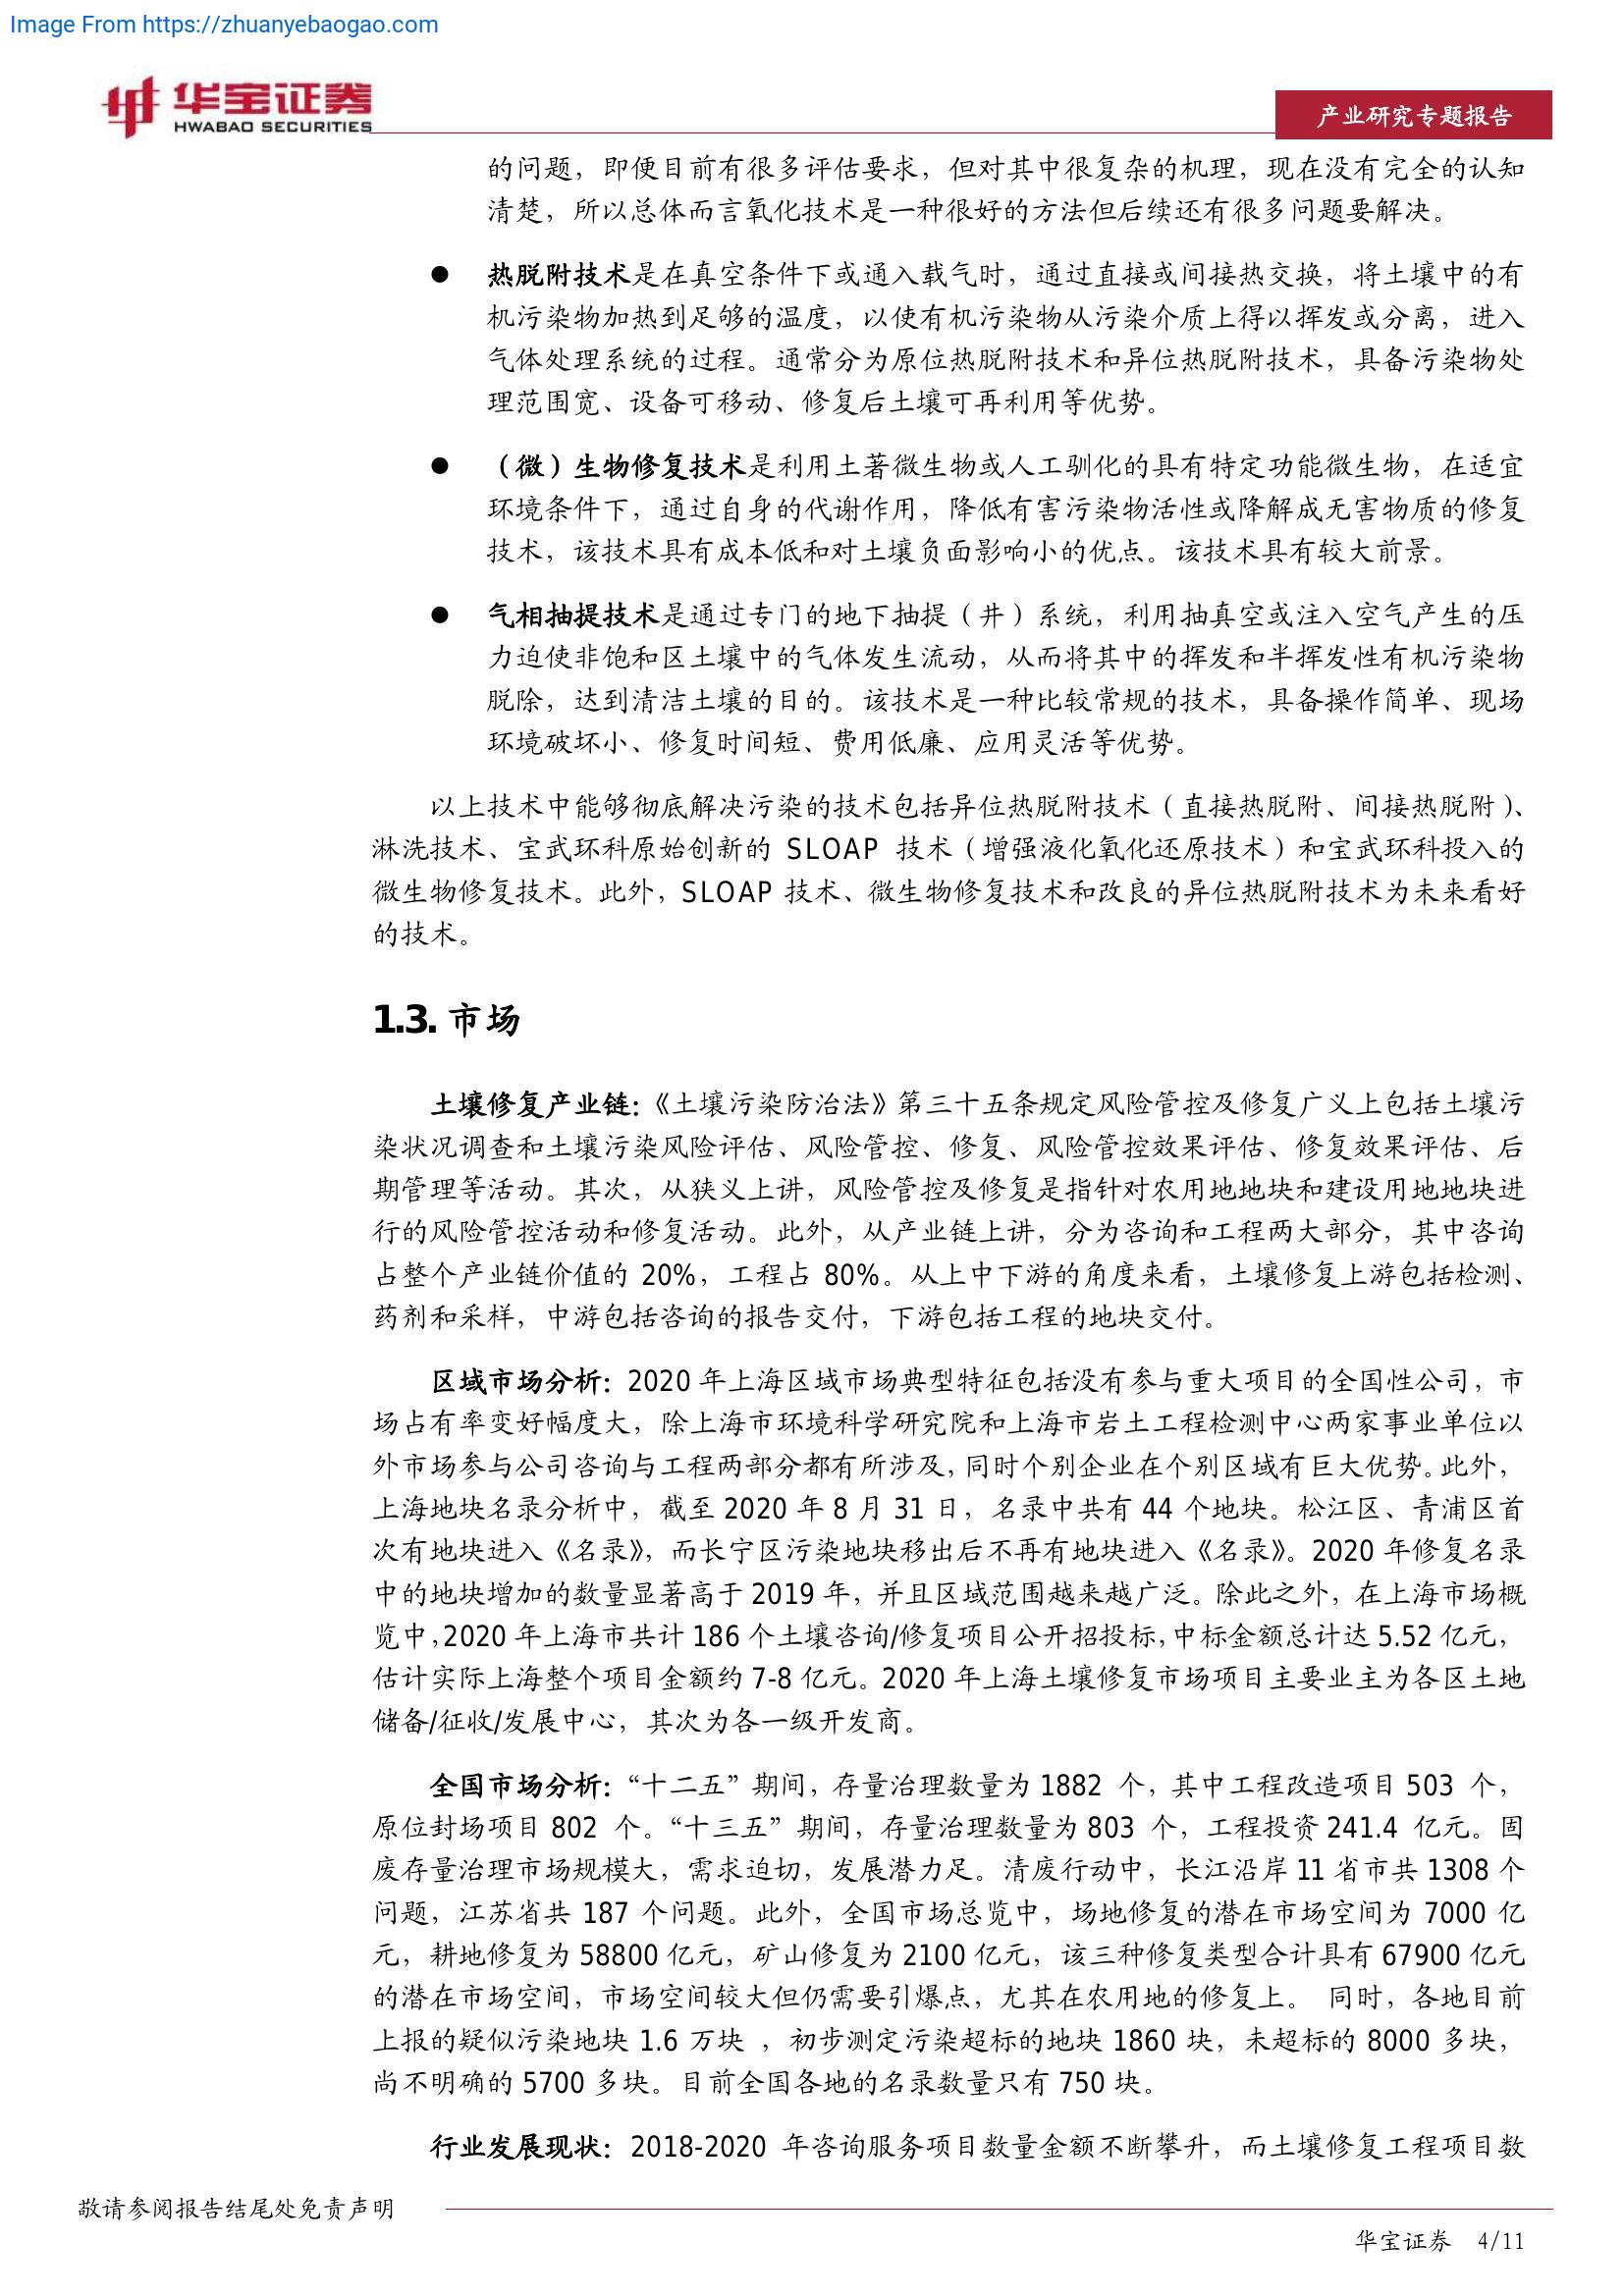 Image From https://zhuanyebaogao.com
华宝证券
HWABAO SECURITIES
产业研究专题报告
的问题，即便目前有很多评估要求，但对其中很复杂的机理，现在没有完全的认知
清楚，所以总体而言氧化技术是一种很好的方法但后续还有很多问题要解决。
● 热脱附技术是在真空条件下或通入载气时，通过直接或间接热交换，将土壤中的有
机污染物加热到足够的温度，以使有机污染物从污染介质上得以挥发或分离，进入
气体处理系统的过程。通常分为原位热脱附技术和异位热脱附技术，具备污染物处
理范围宽、设备可移动、修复后土壤可再利用等优势。
● （微）生物修复技术是利用土著微生物或人工驯化的具有特定功能微生物，在适宜
环境条件下，通过自身的代谢作用，降低有害污染物活性或降解成无害物质的修复
技术，该技术具有成本低和对土壤负面影响小的优点。该技术具有较大前景。
● 气相抽提技术是通过专门的地下抽提（井）系统，利用抽真空或注入空气产生的压
力迫使非饱和区土壤中的气体发生流动，从而将其中的挥发和半挥发性有机污染物
脱除，达到清洁土壤的目的。该技术是一种比较常规的技术，具备操作简单、现场
环境破坏小、修复时间短、费用低廉、应用灵活等优势。
以上技术中能够彻底解决污染的技术包括异位热脱附技术（直接热脱附、间接热脱附）、
淋洗技术、宝武环科原始创新的 SLOAP 技术（增强液化氧化还原技术）和宝武环科投入的
微生物修复技术。此外，SLOAP 技术、微生物修复技术和改良的异位热脱附技术为未来看好
的技术。
1.3. 市场
土壤修复产业链：《土壤污染防治法》第三十五条规定风险管控及修复广义上包括土壤污
染状况调查和土壤污染风险评估、风险管控、修复、风险管控效果评估、修复效果评估、后
期管理等活动。其次，从狭义上讲，风险管控及修复是指针对农用地地块和建设用地地块进
行的风险管控活动和修复活动。此外，从产业链上讲，分为咨询和工程两大部分，其中咨询
占整个产业链价值的 20%，工程占 80%。从上中下游的角度来看，土壤修复上游包括检测、
药剂和采样，中游包括咨询的报告交付，下游包括工程的地块交付。
区域市场分析：2020 年上海区域市场典型特征包括没有参与重大项目的全国性公司，市
场占有率变好幅度大，除上海市环境科学研究院和上海市岩土工程检测中心两家事业单位以
外市场参与公司咨询与工程两部分都有所涉及，同时个别企业在个别区域有巨大优势。此外，
上海地块名录分析中，截至 2020 年 8 月 31 日，名录中共有 44 个地块。松江区、青浦区首
次有地块进入《名录》，而长宁区污染地块移出后不再有地块进入《名录》。2020 年修复名录
中的地块增加的数量显著高于 2019 年，并且区域范围越来越广泛。除此之外，在上海市场概
览中，2020 年上海市共计 186 个土壤咨询/修复项目公开招投标，中标金额总计达 5.52 亿元，
估计实际上海整个项目金额约 7-8 亿元。2020 年上海土壤修复市场项目主要业主为各区土地
储备/征收/发展中心，其次为各一级开发商。
全国市场分析：“十二五”期间，存量治理数量为 1882 个，其中工程改造项目 503 个，
原位封场项目 802 个。“十三五”期间，存量治理数量为 803 个，工程投资 241.4 亿元。固
废存量治理市场规模大，需求迫切，发展潜力足。清废行动中，长江沿岸 11 省市共 1308 个
问题，江苏省共 187 个问题。此外，全国市场总览中，场地修复的潜在市场空间为 7000 亿
元，耕地修复为 58800 亿元，矿山修复为 2100 亿元，该三种修复类型合计具有 67900 亿元
的潜在市场空间，市场空间较大但仍需要引爆点，尤其在农用地的修复上。 同时，各地目前
上报的疑似污染地块 1.6 万块 ，初步测定污染超标的地块 1860 块，未超标的 8000 多块，
尚不明确的 5700 多块。目前全国各地的名录数量只有 750 块。
行业发展现状：2018-2020 年咨询服务项目数量金额不断攀升，而土壤修复工程项目数
敬请参阅报告结尾处免责声明
华宝证券 4/11